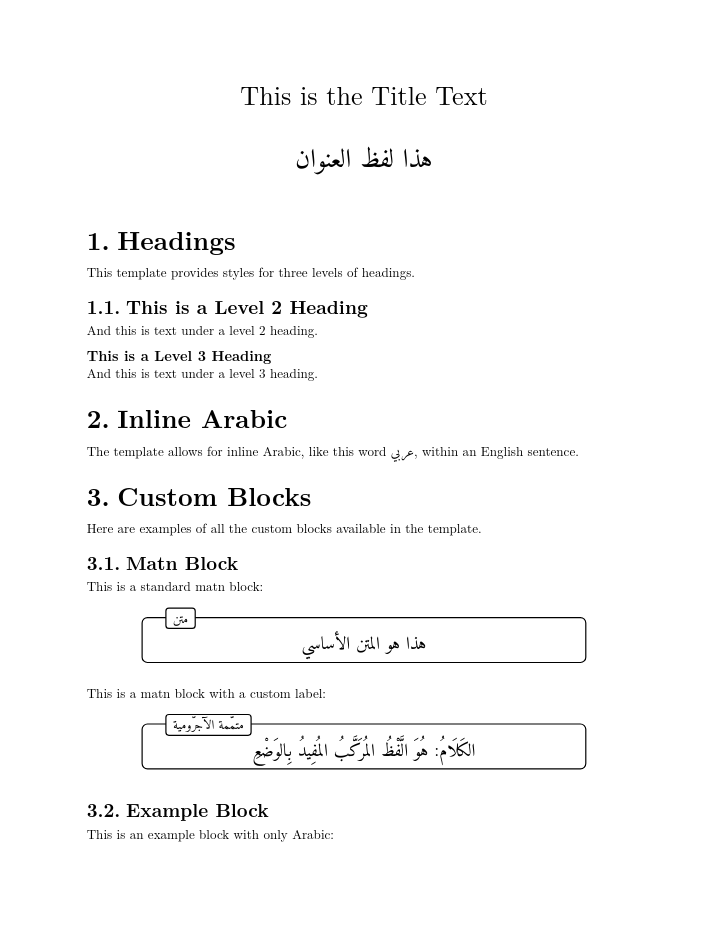 This is the Title Text
هذا لفظ العنوان
1. Headings
This template provides styles for three levels of headings.
1.1. This is a Level 2 Heading
And this is text under a level 2 heading.
This is a Level 3 Heading
And this is text under a level 3 heading.
2. Inline Arabic
The template allows for inline Arabic, like this word عربي, within an English sentence.
3. Custom Blocks
Here are examples of all the custom blocks available in the template.
3.1. Matn Block
This is a standard matn block:
متن
هذا هو المتن الأساسي
This is a matn block with a custom label:
متمّمة الآجرّومية
الكَلَامُ: هُوَ الَّفْظُ المُرَكَّبُ المُفِيدُ بِالوَضْعِ
3.2. Example Block
This is an example block with only Arabic: